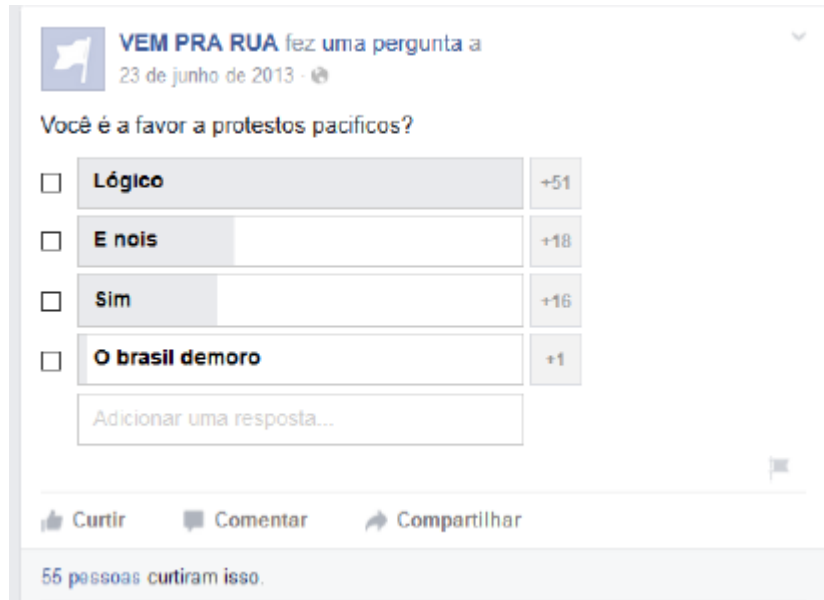 VEM PRA RUA fez uma pergunta a
23 de junho de 2013 ·
Você é a favor a protestos pacificos?
Lógico +51
E nois +18
Sim +16
O brasil demoro +1
Adicionar uma resposta...
Curtir Comentar Compartilhar
55 pessoas curtiram isso.